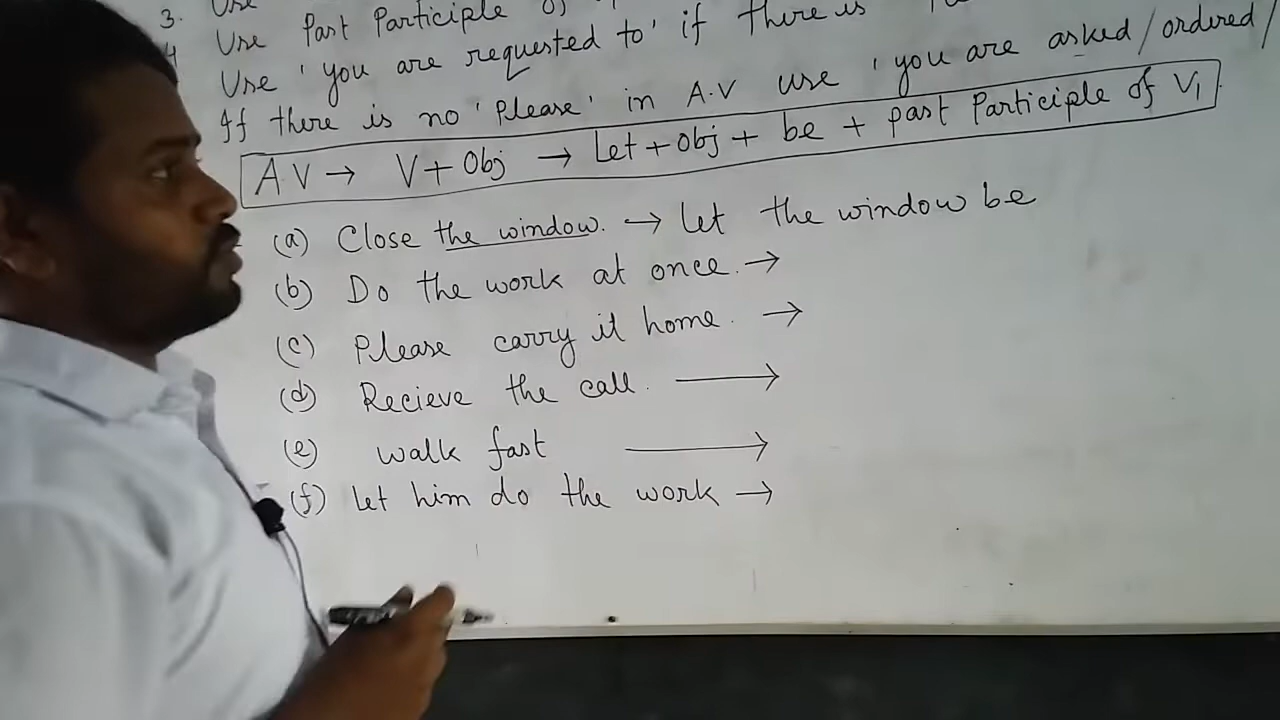 3. Use
4 Use Past Participle of
Use 'you are requested to' if there is
If there is no 'Please' in A.V use 'you are asked/ordered/
AV → V+Obj → Let+Obj+ be + past Participle of V1
(a) Close the window. → Let the window be
(b) Do the work at once. →
(c) Please carry it home. →
(d) Recieve the call. →
(e) walk fast →
(f) Let him do the work →